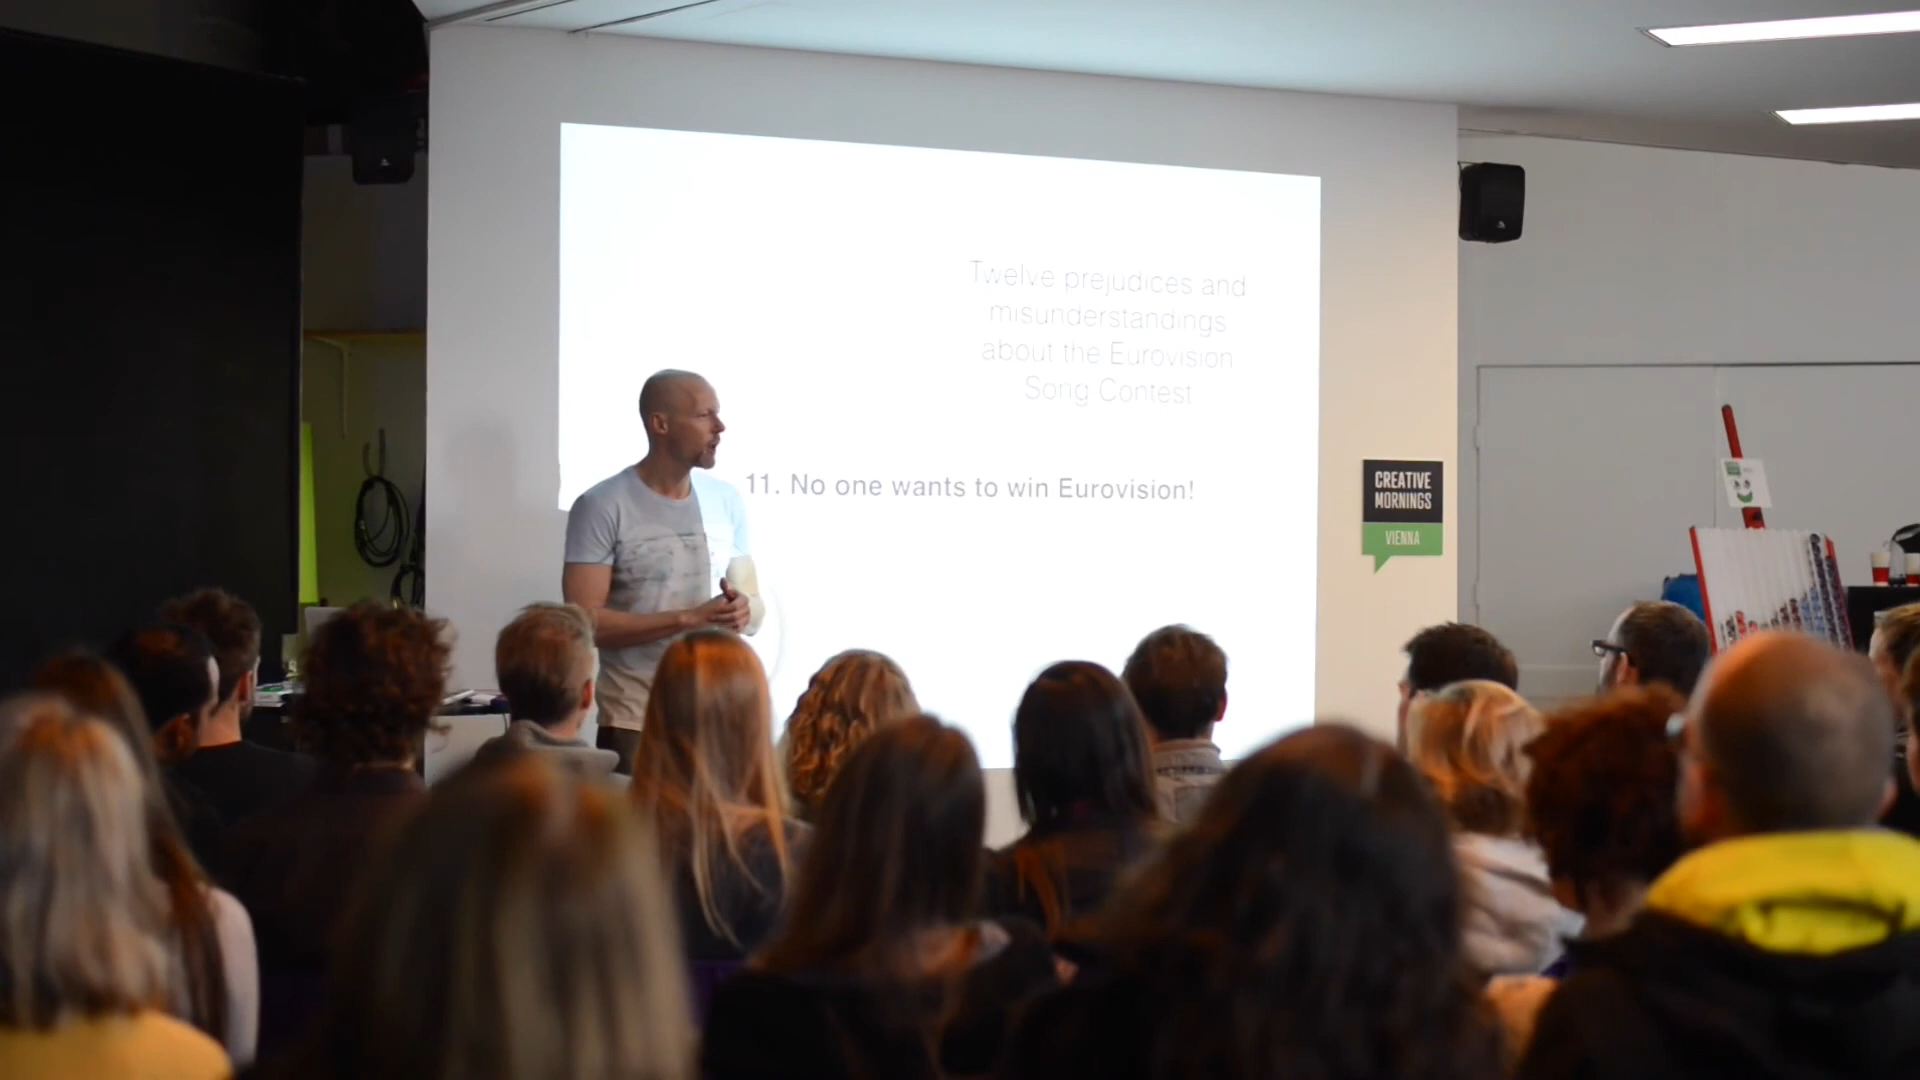 Twelve prejudices and
misunderstandings
about the Eurovision
Song Contest
11. No one wants to win Eurovision!
CREATIVE
MORNINGS
VIENNA